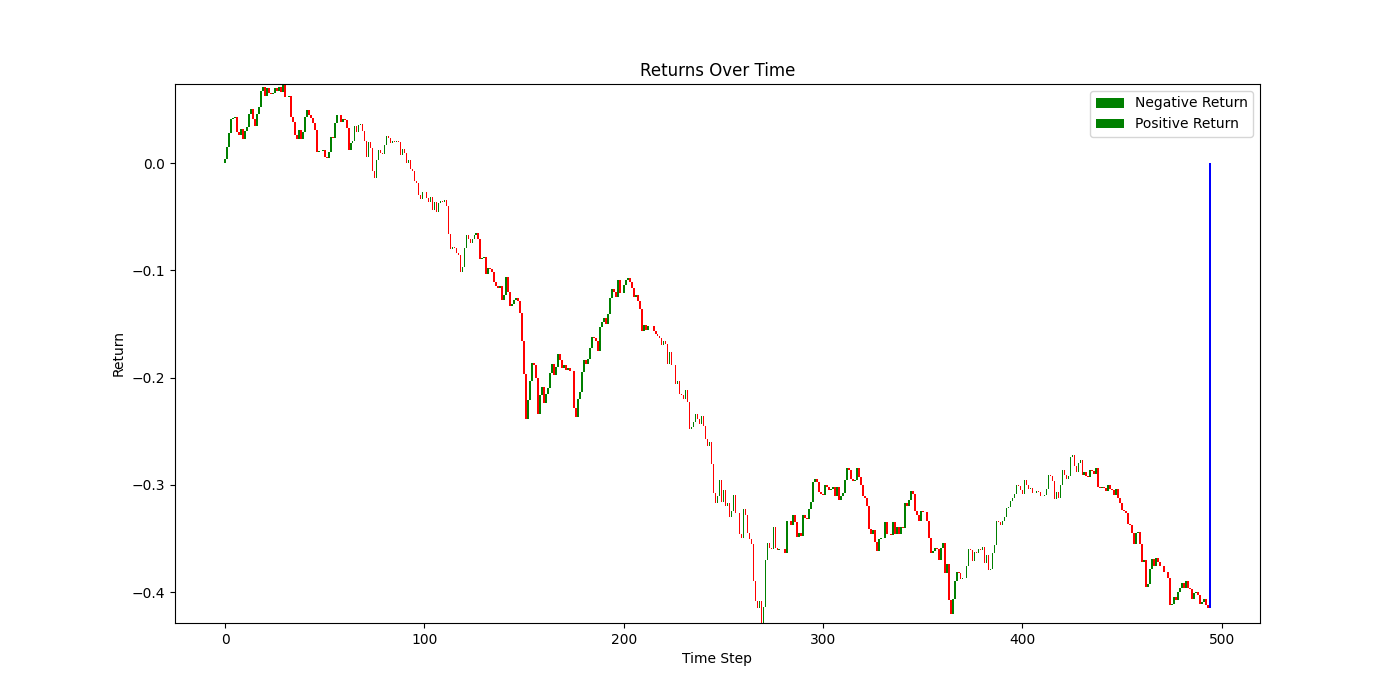 Returns Over Time
Negative Return
Positive Return
Return
0.0
−0.1
−0.2
−0.3
−0.4
0
100
200
300
400
500
Time Step